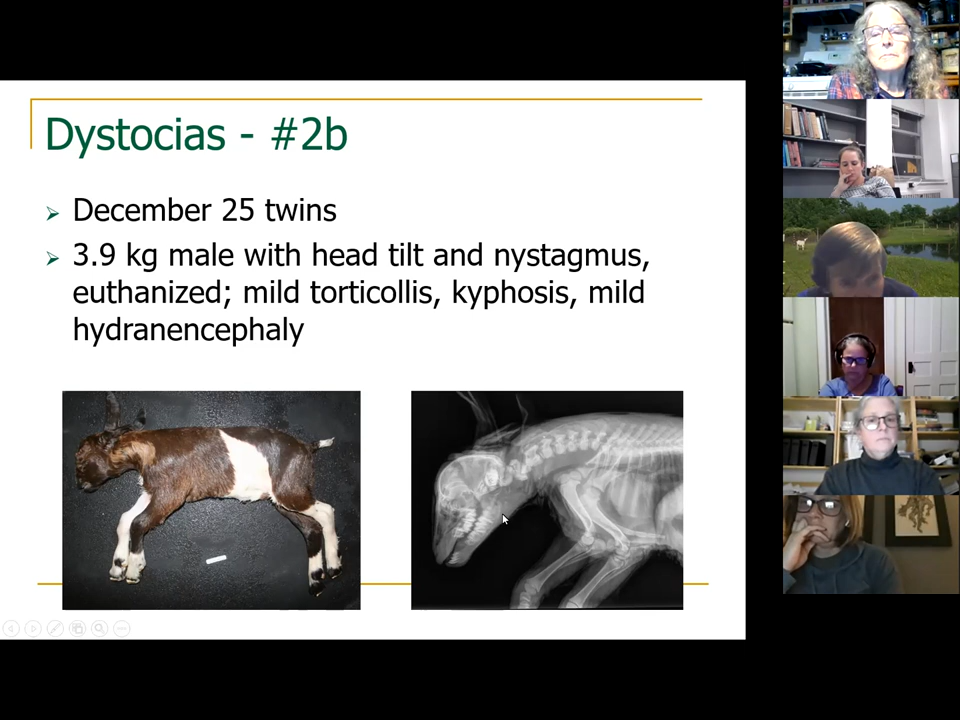 Dystocias - #2b
December 25 twins
3.9 kg male with head tilt and nystagmus,
euthanized; mild torticollis, kyphosis, mild
hydranencephaly